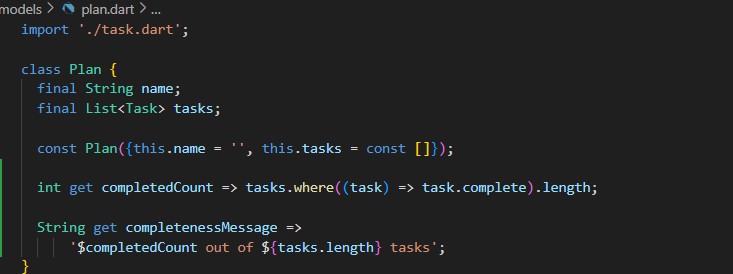 models > plan.dart > ...
import './task.dart';
class Plan {
final String name;
final List<Task> tasks;
const Plan({this.name = '', this.tasks = const []});
int get completedCount => tasks.where((task) => task.complete).length;
String get completenessMessage =>
'$completedCount out of ${tasks.length} tasks';
}